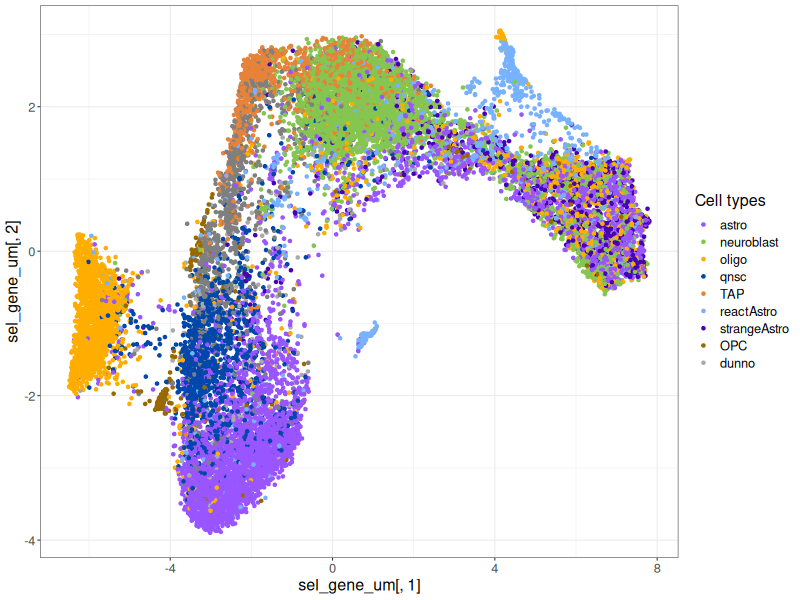 sel_gene_um[, 2]
2
0
-2
-4
-4
0
4
8
sel_gene_um[, 1]
Cell types
astro
neuroblast
oligo
qnsc
TAP
reactAstro
strangeAstro
OPC
dunno